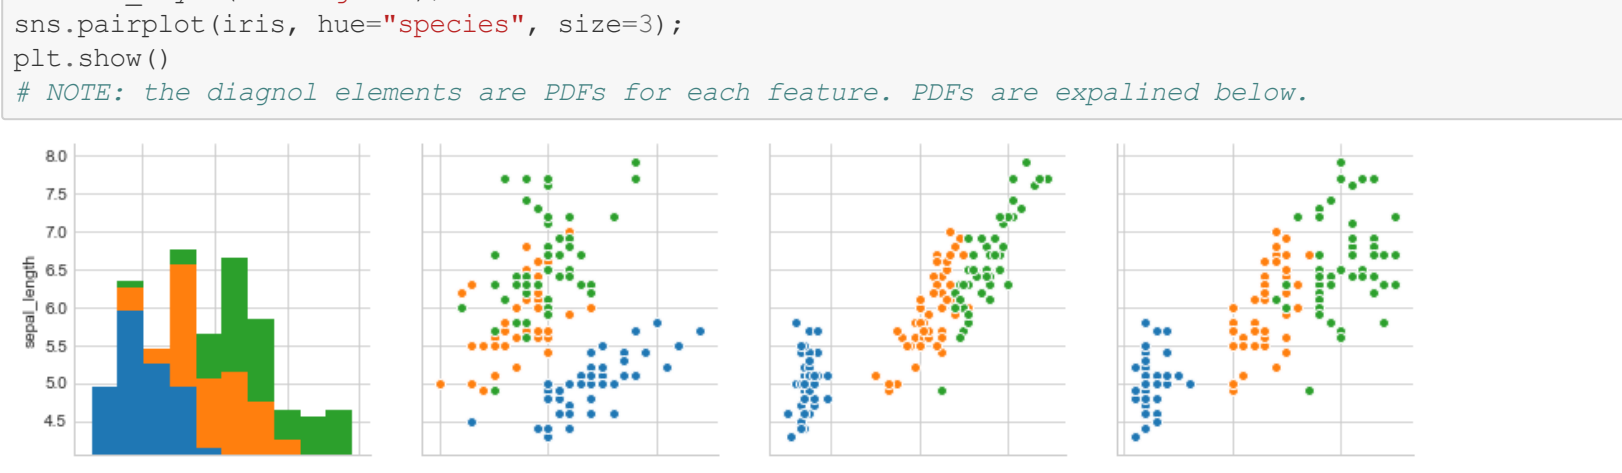 sns.pairplot(iris, hue="species", size=3);
plt.show()
# NOTE: the diagnol elements are PDFs for each feature. PDFs are expalined below.
8.0
7.5
7.0
6.5
6.0
5.5
5.0
4.5
sepal_length